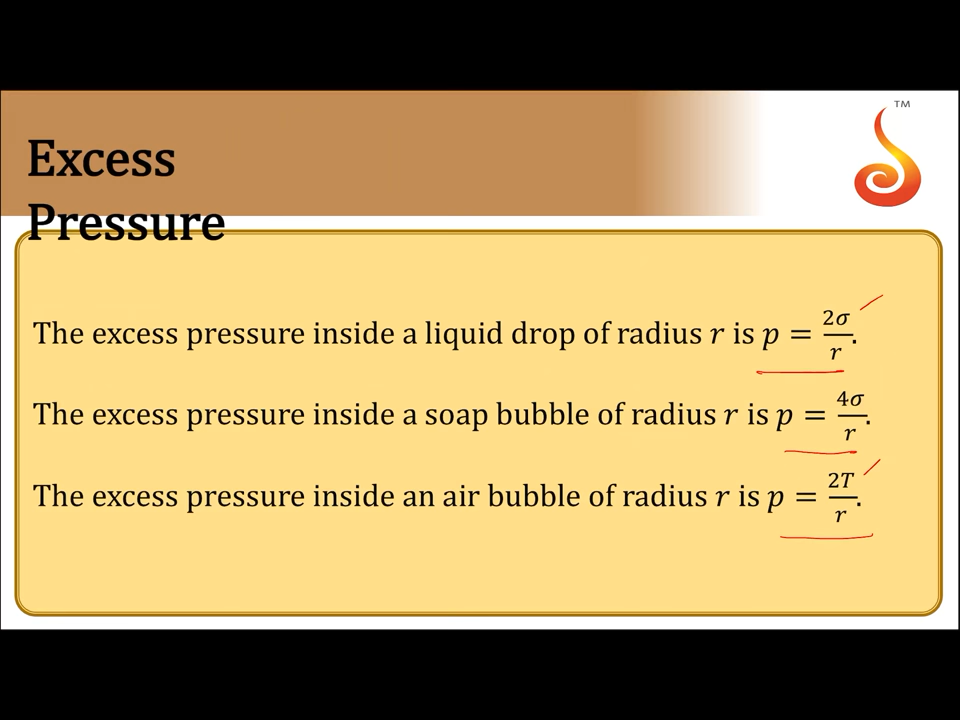 TM
Excess
Pressure
The excess pressure inside a liquid drop of radius r is p = 2σ/r.
The excess pressure inside a soap bubble of radius r is p = 4σ/r.
The excess pressure inside an air bubble of radius r is p = 2T/r.